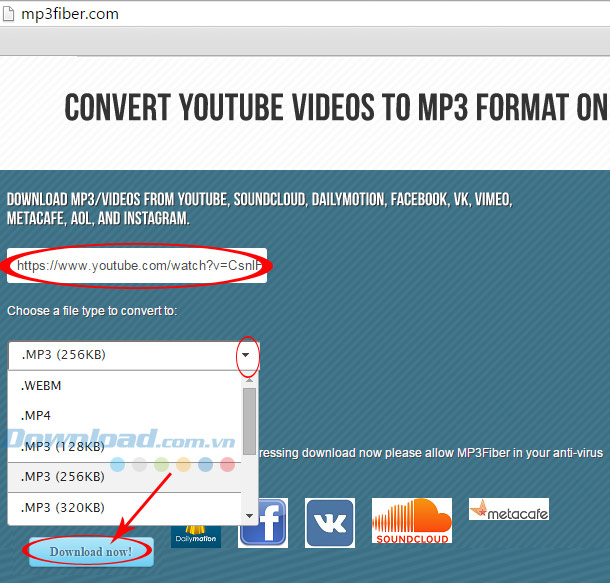 mp3fiber.com
CONVERT YOUTUBE VIDEOS TO MP3 FORMAT ON
DOWNLOAD MP3/VIDEOS FROM YOUTUBE, SOUNDCLOUD, DAILYMOTION, FACEBOOK, VK, VIMEO,
METACAFE, AOL, AND INSTAGRAM.
https://www.youtube.com/watch?v=Csnl
Choose a file type to convert to:
.MP3 (256KB)
.WEBM
.MP4
Download.com.vn
.MP3 (128KB)
ressing download now please allow MP3Fiber in your anti-virus
.MP3 (256KB)
.MP3 (320KB)
metacafe
Dailymotion
SOUNDCLOUD
Download now!